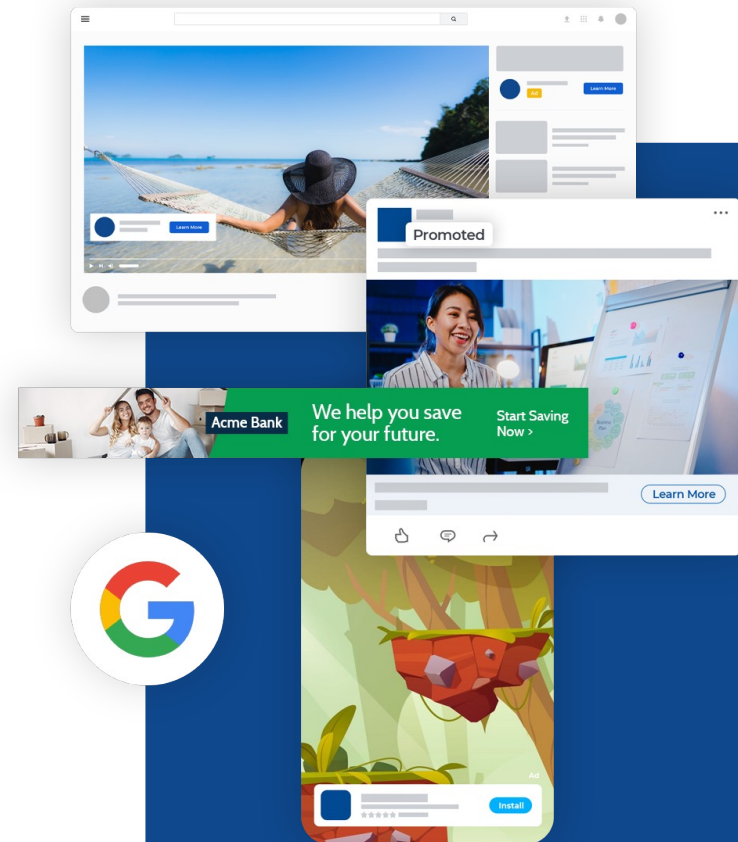 Ad
Learn More
Learn More
Promoted
Acme Bank
We help you save
for your future.
Start Saving
Now >
Learn More
Ad
Install